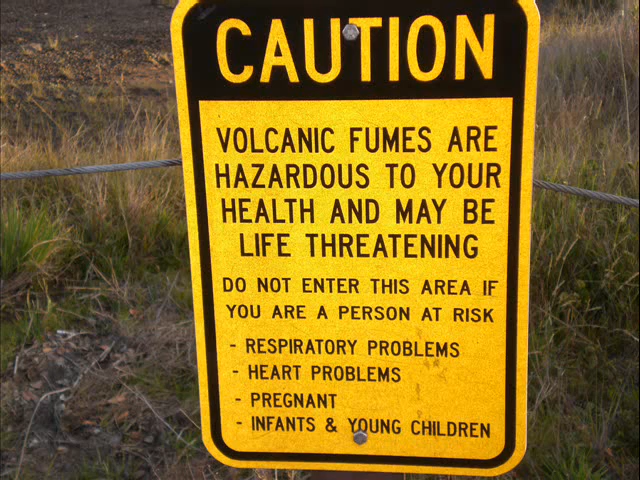 CAUTION
VOLCANIC FUMES ARE
HAZARDOUS TO YOUR
HEALTH AND MAY BE
LIFE THREATENING
DO NOT ENTER THIS AREA IF
YOU ARE A PERSON AT RISK
- RESPIRATORY PROBLEMS
- HEART PROBLEMS
- PREGNANT
- INFANTS & YOUNG CHILDREN